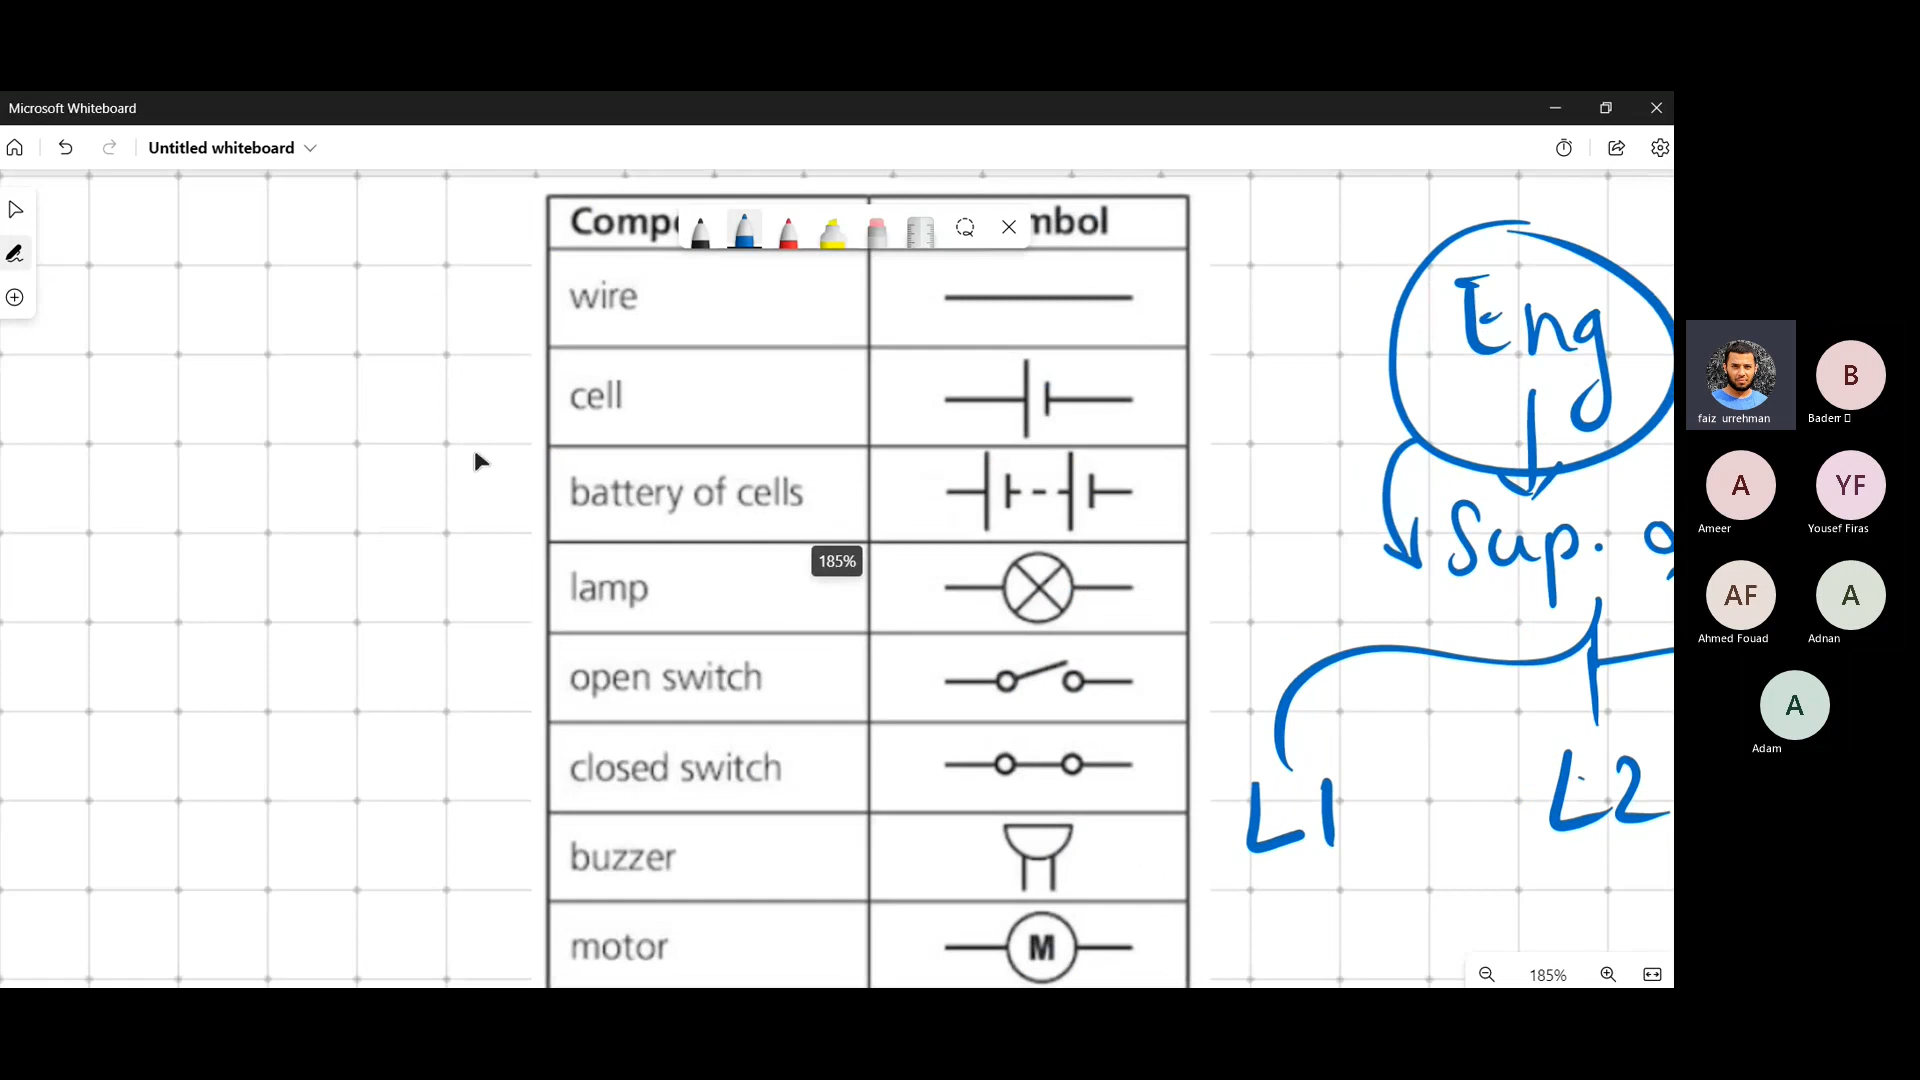 Microsoft Whiteboard
Untitled whiteboard
Comp mbol
wire
cell
battery of cells
185%
lamp
open switch
closed switch
buzzer
motor M
Eng
Sup.
L1 L2
185%
faiz urrehman
B
Baderr
A
Ameer
YF
Yousef Firas
AF
Ahmed Fouad
A
Adnan
A
Adam